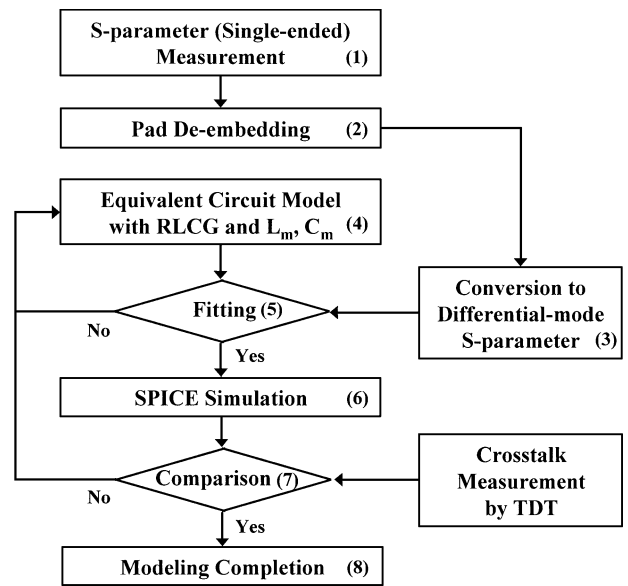 S-parameter (Single-ended)
Measurement (1)
Pad De-embedding (2)
Equivalent Circuit Model
with RLCG and Lm, Cm (4)
Conversion to
Differential-mode
S-parameter (3)
Fitting (5)
No
Yes
SPICE Simulation (6)
Comparison (7)
No
Yes
Crosstalk
Measurement
by TDT
Modeling Completion (8)